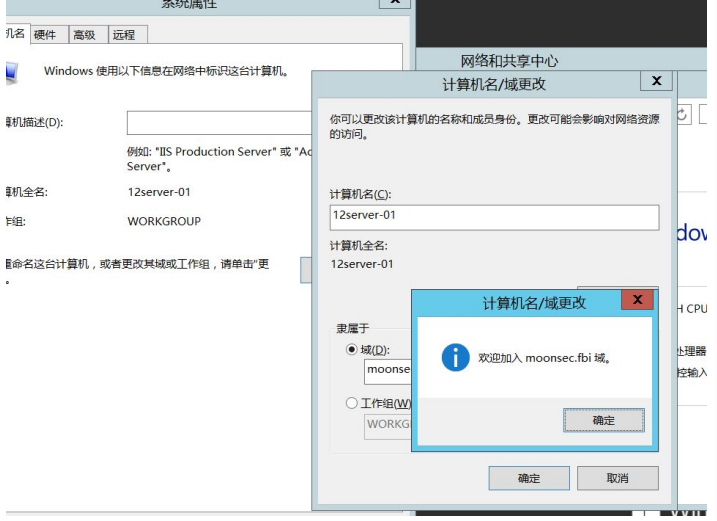 系统属性
x
机名
硬件
高级
远程
Windows 使用以下信息在网络中标识这台计算机。
算机描述(D):
例如: "IIS Production Server" 或 "Ac
Server"。
算机全名:
12server-01
作组:
WORKGROUP
重命名这台计算机，或者更改其域或工作组，请单击"更
。
网络和共享中心
计算机名/域更改
x
你可以更改该计算机的名称和成员身份。更改可能会影响对网络资源
的访问。
计算机名(C):
12server-01
计算机全名:
12server-01
隶属于
域(D):
moonse
工作组(W)
WORKG
确定
取消
计算机名/域更改
x
欢迎加入 moonsec.fbi 域。
确定
dov
H CPU
处理器
控输入